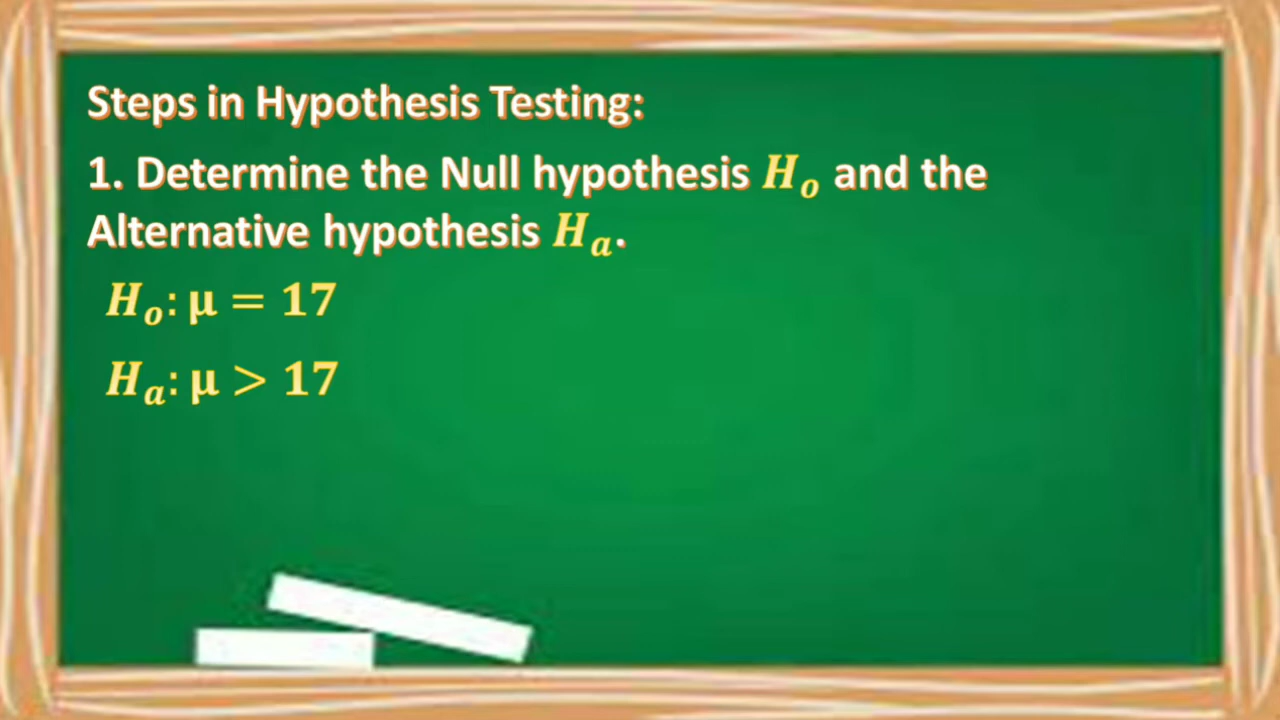 Steps in Hypothesis Testing:
1. Determine the Null hypothesis Hₒ and the
Alternative hypothesis Hₐ.
Hₒ: μ = 17
Hₐ: μ > 17